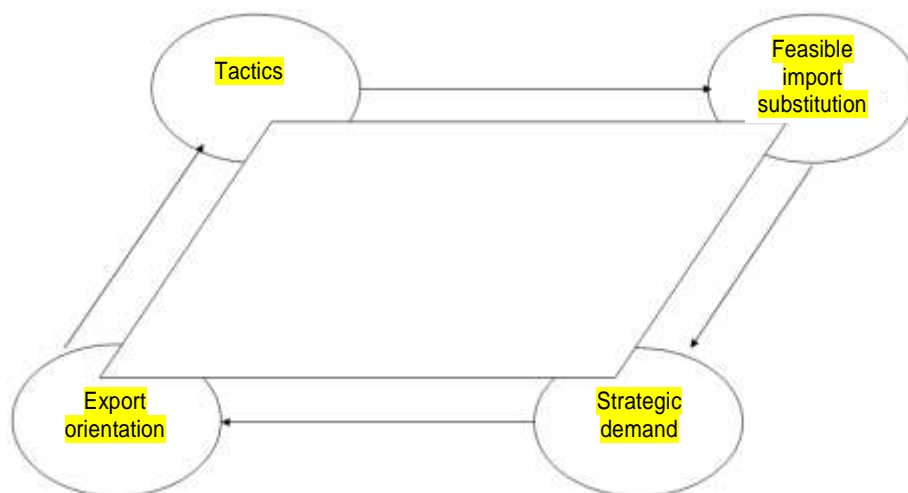 Tactics
Feasible
import
substitution
Export
orientation
Strategic
demand